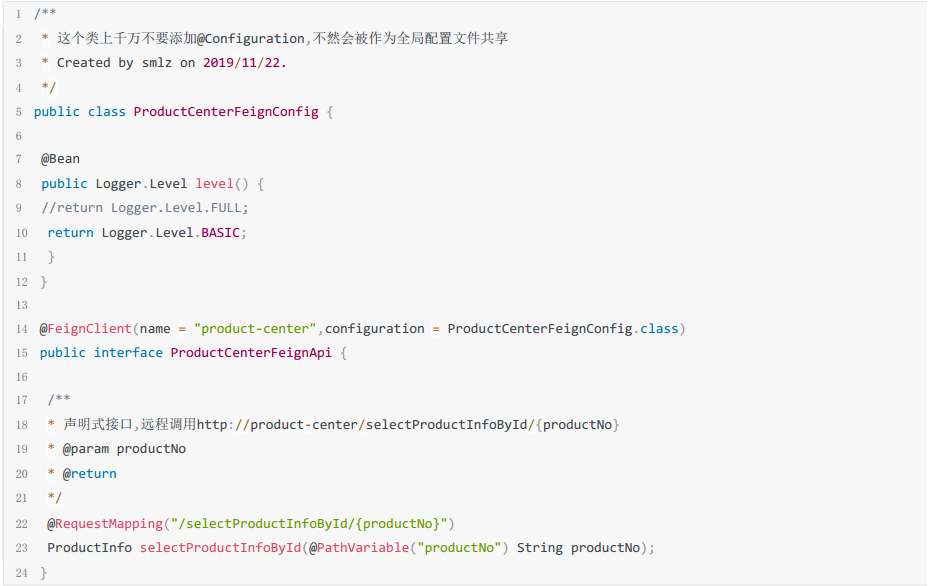 1 /**
2  * 这个类上千万不要添加@Configuration,不然会被作为全局配置文件共享
3  * Created by smlz on 2019/11/22.
4  */
5 public class ProductCenterFeignConfig {
6
7  @Bean
8  public Logger.Level level() {
9  //return Logger.Level.FULL;
10  return Logger.Level.BASIC;
11  }
12 }
13
14 @FeignClient(name = "product-center",configuration = ProductCenterFeignConfig.class)
15 public interface ProductCenterFeignApi {
16
17  /**
18  * 声明式接口,远程调用http://product-center/selectProductInfoById/{productNo}
19  * @param productNo
20  * @return
21  */
22  @RequestMapping("/selectProductInfoById/{productNo}")
23  ProductInfo selectProductInfoById(@PathVariable("productNo") String productNo);
24 }